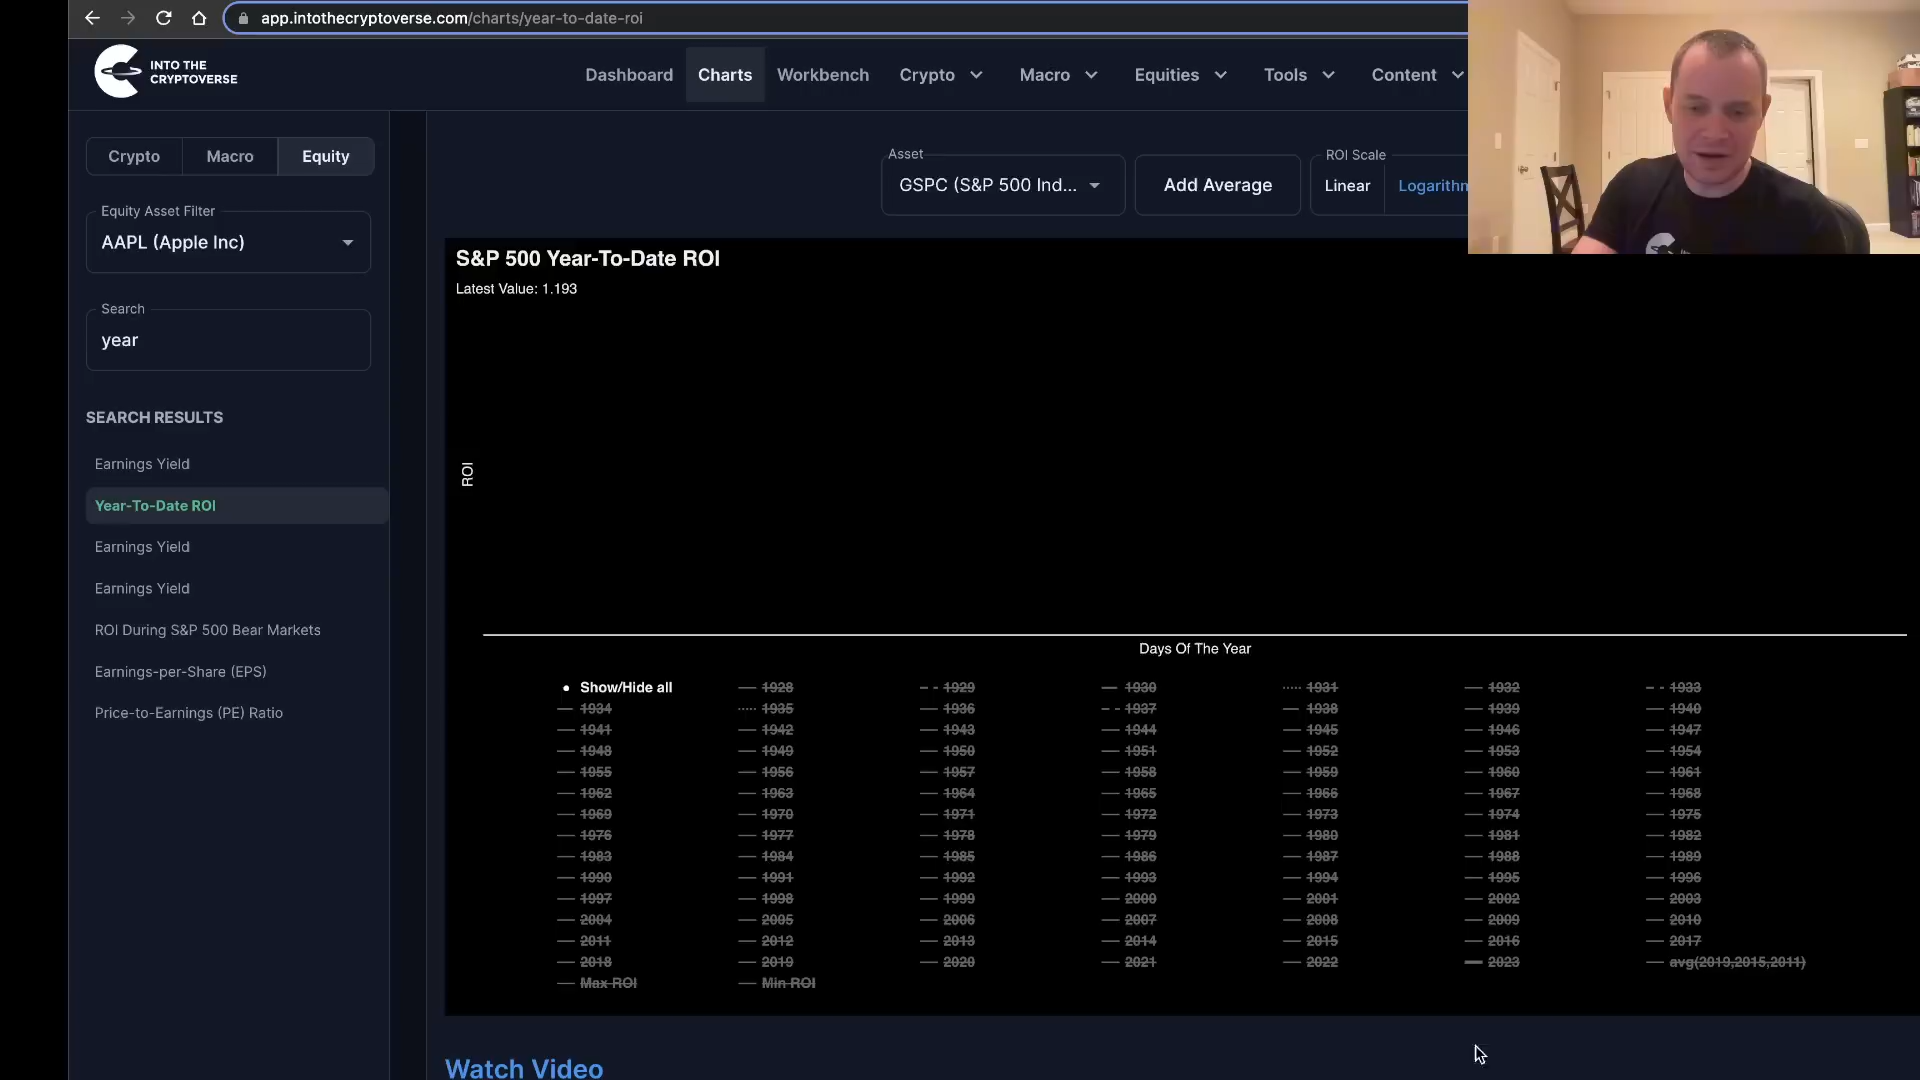 app.intothecryptoverse.com/charts/year-to-date-roi
INTO THE
CRYPTOVERSE
Dashboard Charts Workbench Crypto Macro Equities Tools Content
Crypto Macro Equity
Equity Asset Filter
AAPL (Apple Inc)
Search
year
SEARCH RESULTS
Earnings Yield
Year-To-Date ROI
Earnings Yield
Earnings Yield
ROI During S&P 500 Bear Markets
Earnings-per-Share (EPS)
Price-to-Earnings (PE) Ratio
Asset
GSPC (S&P 500 Ind...
Add Average
ROI Scale
Linear Logarithm
S&P 500 Year-To-Date ROI
Latest Value: 1.193
ROI
Days Of The Year
Show/Hide all 1928 1929 1930 1931 1932 1933
1934 1935 1936 1937 1938 1939 1940
1941 1942 1943 1944 1945 1946 1947
1948 1949 1950 1951 1952 1953 1954
1955 1956 1957 1958 1959 1960 1961
1962 1963 1964 1965 1966 1967 1968
1969 1970 1971 1972 1973 1974 1975
1976 1977 1978 1979 1980 1981 1982
1983 1984 1985 1986 1987 1988 1989
1990 1991 1992 1993 1994 1995 1996
1997 1998 1999 2000 2001 2002 2003
2004 2005 2006 2007 2008 2009 2010
2011 2012 2013 2014 2015 2016 2017
2018 2019 2020 2021 2022 2023 avg(2019,2015,2011)
Max ROI Min ROI
Watch Video